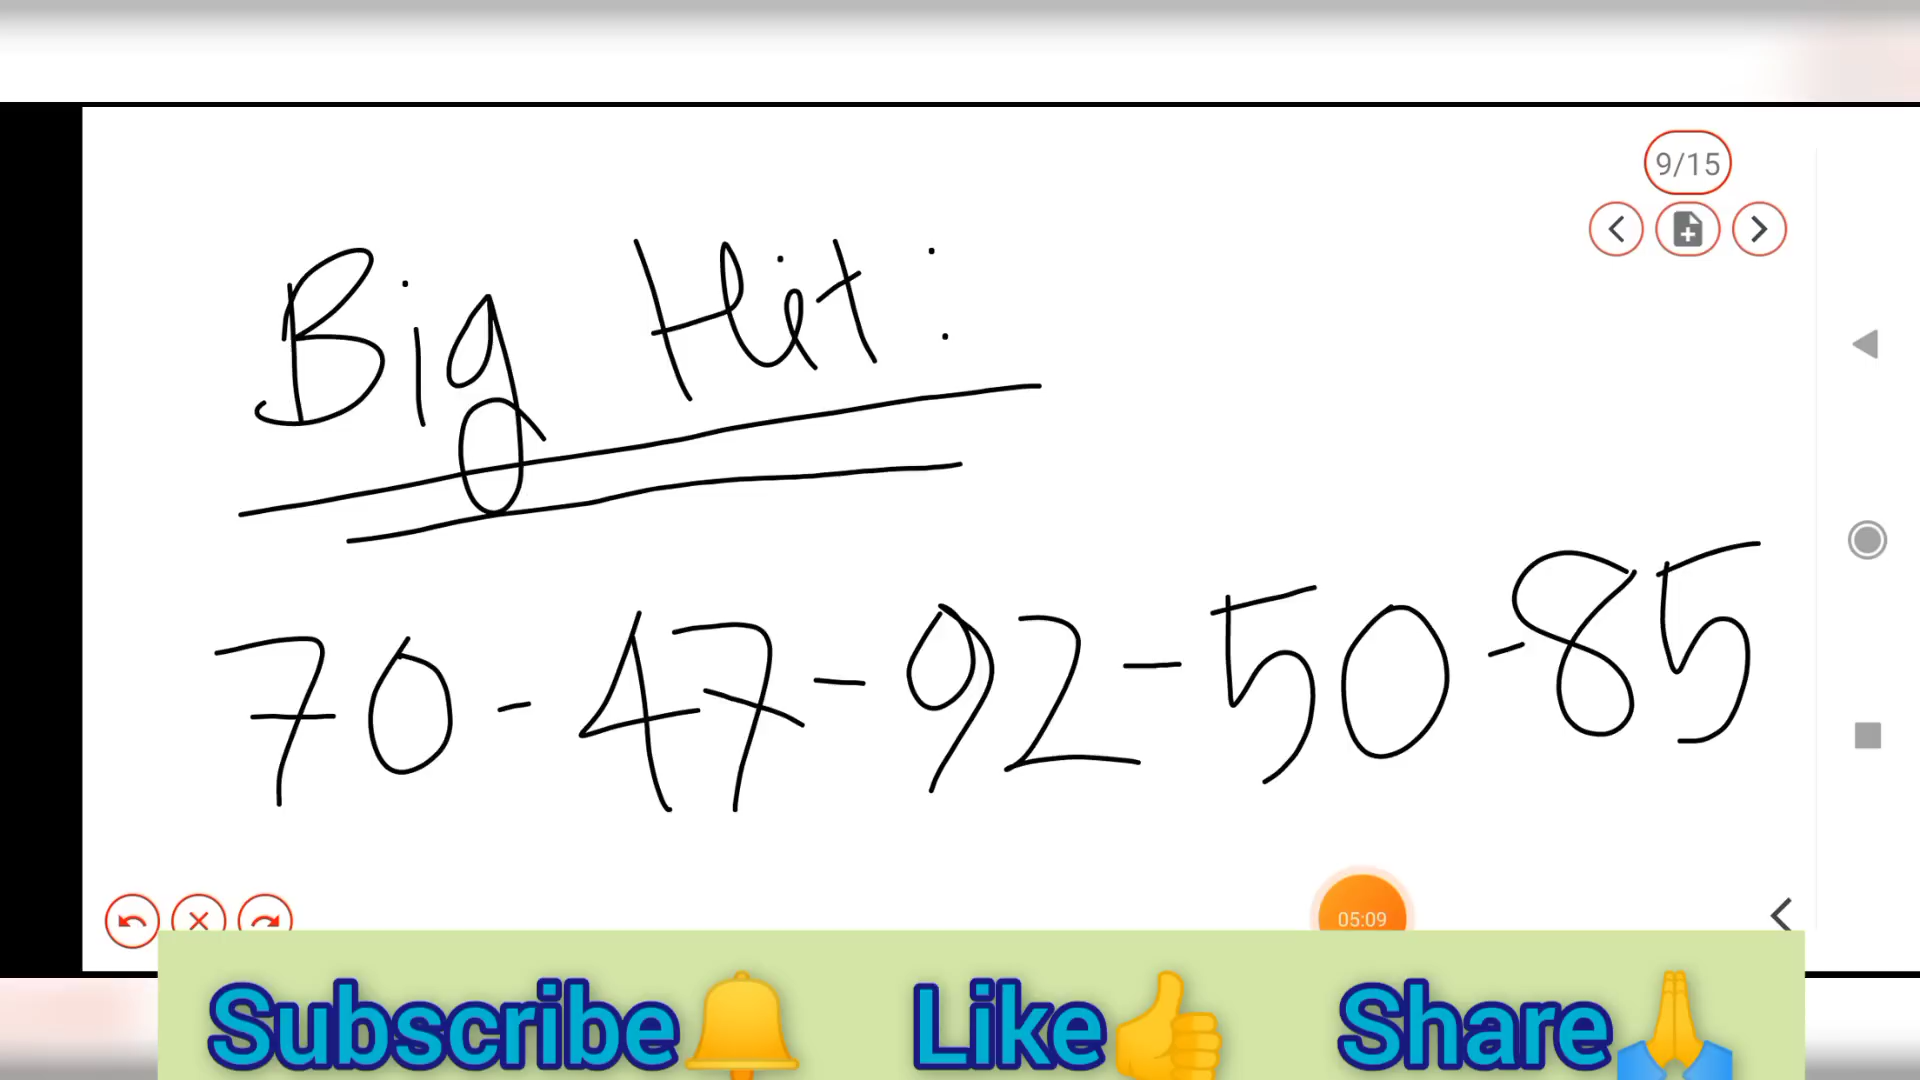 9/15
Big Hit :
70 - 47 - 92 - 50 - 85
05:09
Subscribe🔔 Like👍 Share🙏